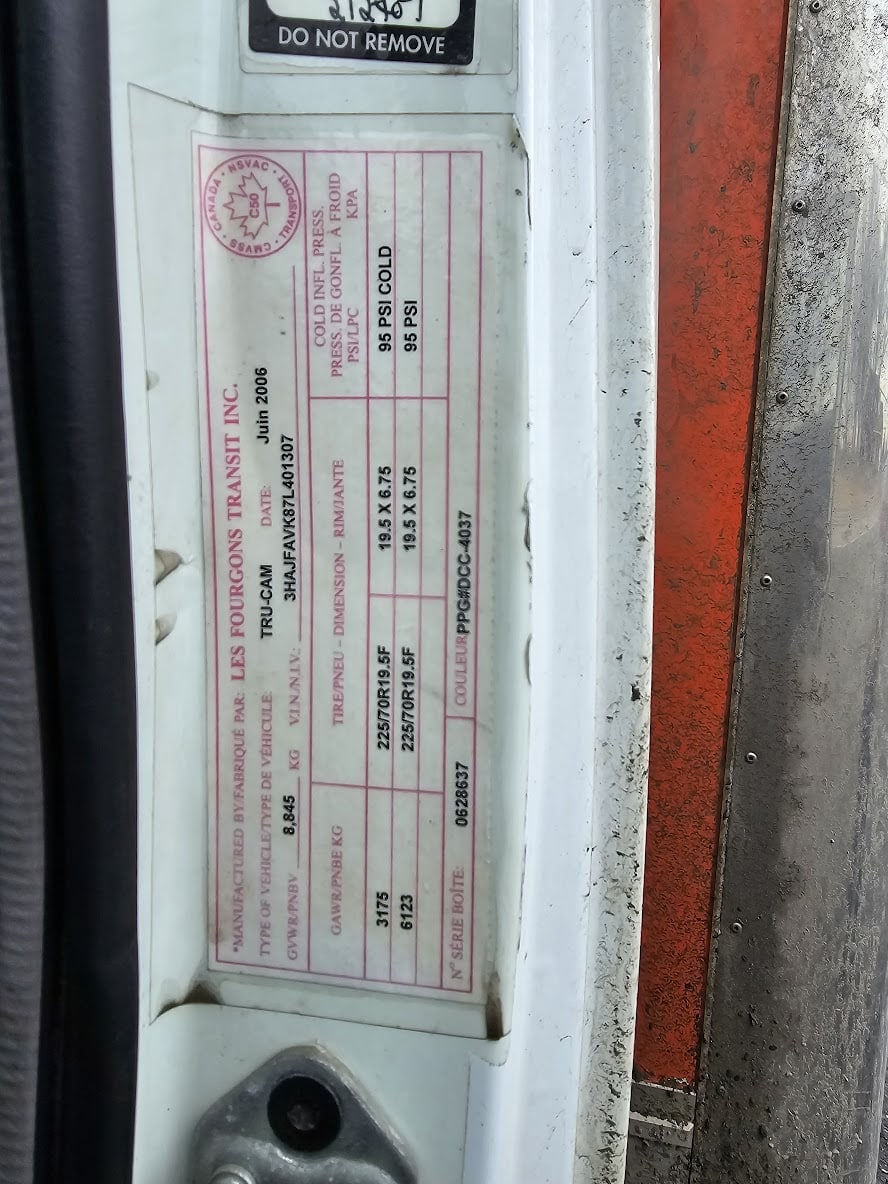 DO NOT REMOVE
CANADA · NSVAC · TRANSPORT · CMVSS
C50
*MANUFACTURED BY/FABRIQUÉ PAR: LES FOURGONS TRANSIT INC.
TYPE OF VEHICLE/TYPE DE VÉHICULE: TRU-CAM DATE: Juin 2006
GVWR/PNBV 8,845 KG V.I.N./N.I.V.: 3HAJFAVK87L401307
GAWR/PNBE KG TIRE/PNEU – DIMENSION – RIM/JANTE COLD INFL. PRESS.
PRESS. DE GONFL. À FROID
PSI/LPC KPA
3175 225/70R19.5F 19.5 X 6.75 95 PSI COLD
6123 225/70R19.5F 19.5 X 6.75 95 PSI
N° SÉRIE BOÎTE: 0628637 COULEUR PPG#DCC-4037